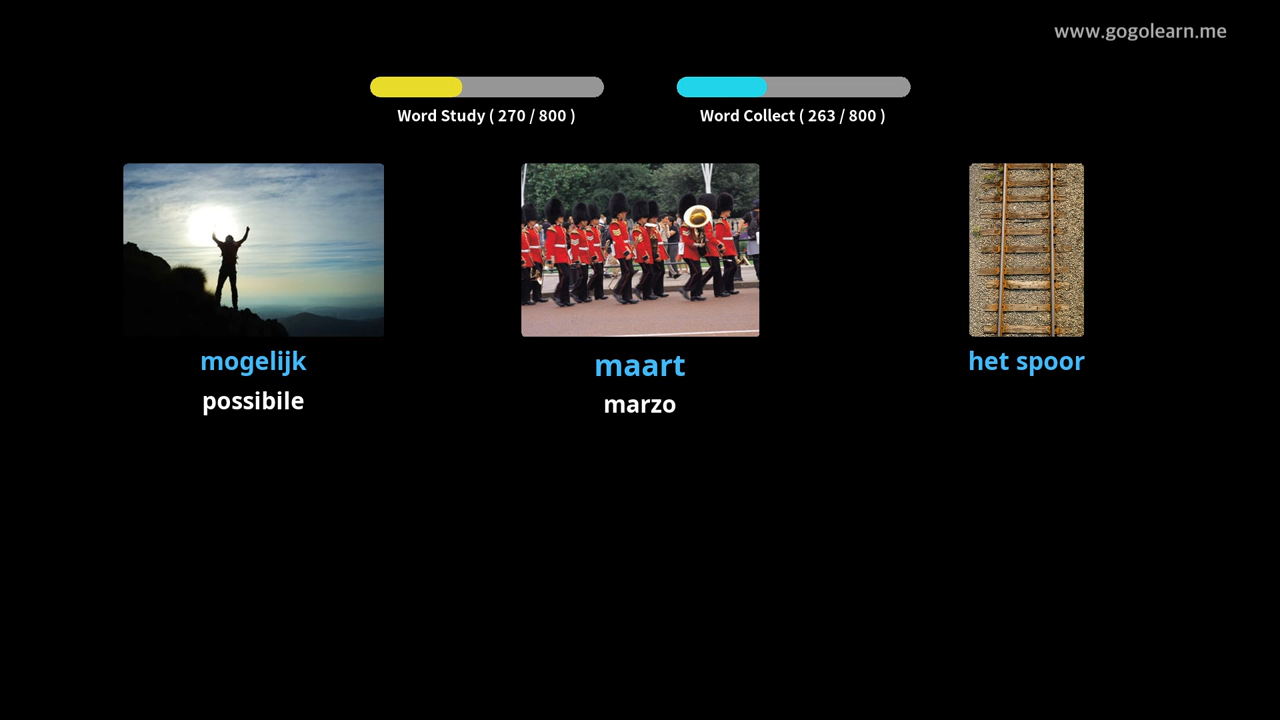 www.gogolearn.me
Word Study ( 270 / 800 )
Word Collect ( 263 / 800 )
mogelijk
possibile
maart
marzo
het spoor